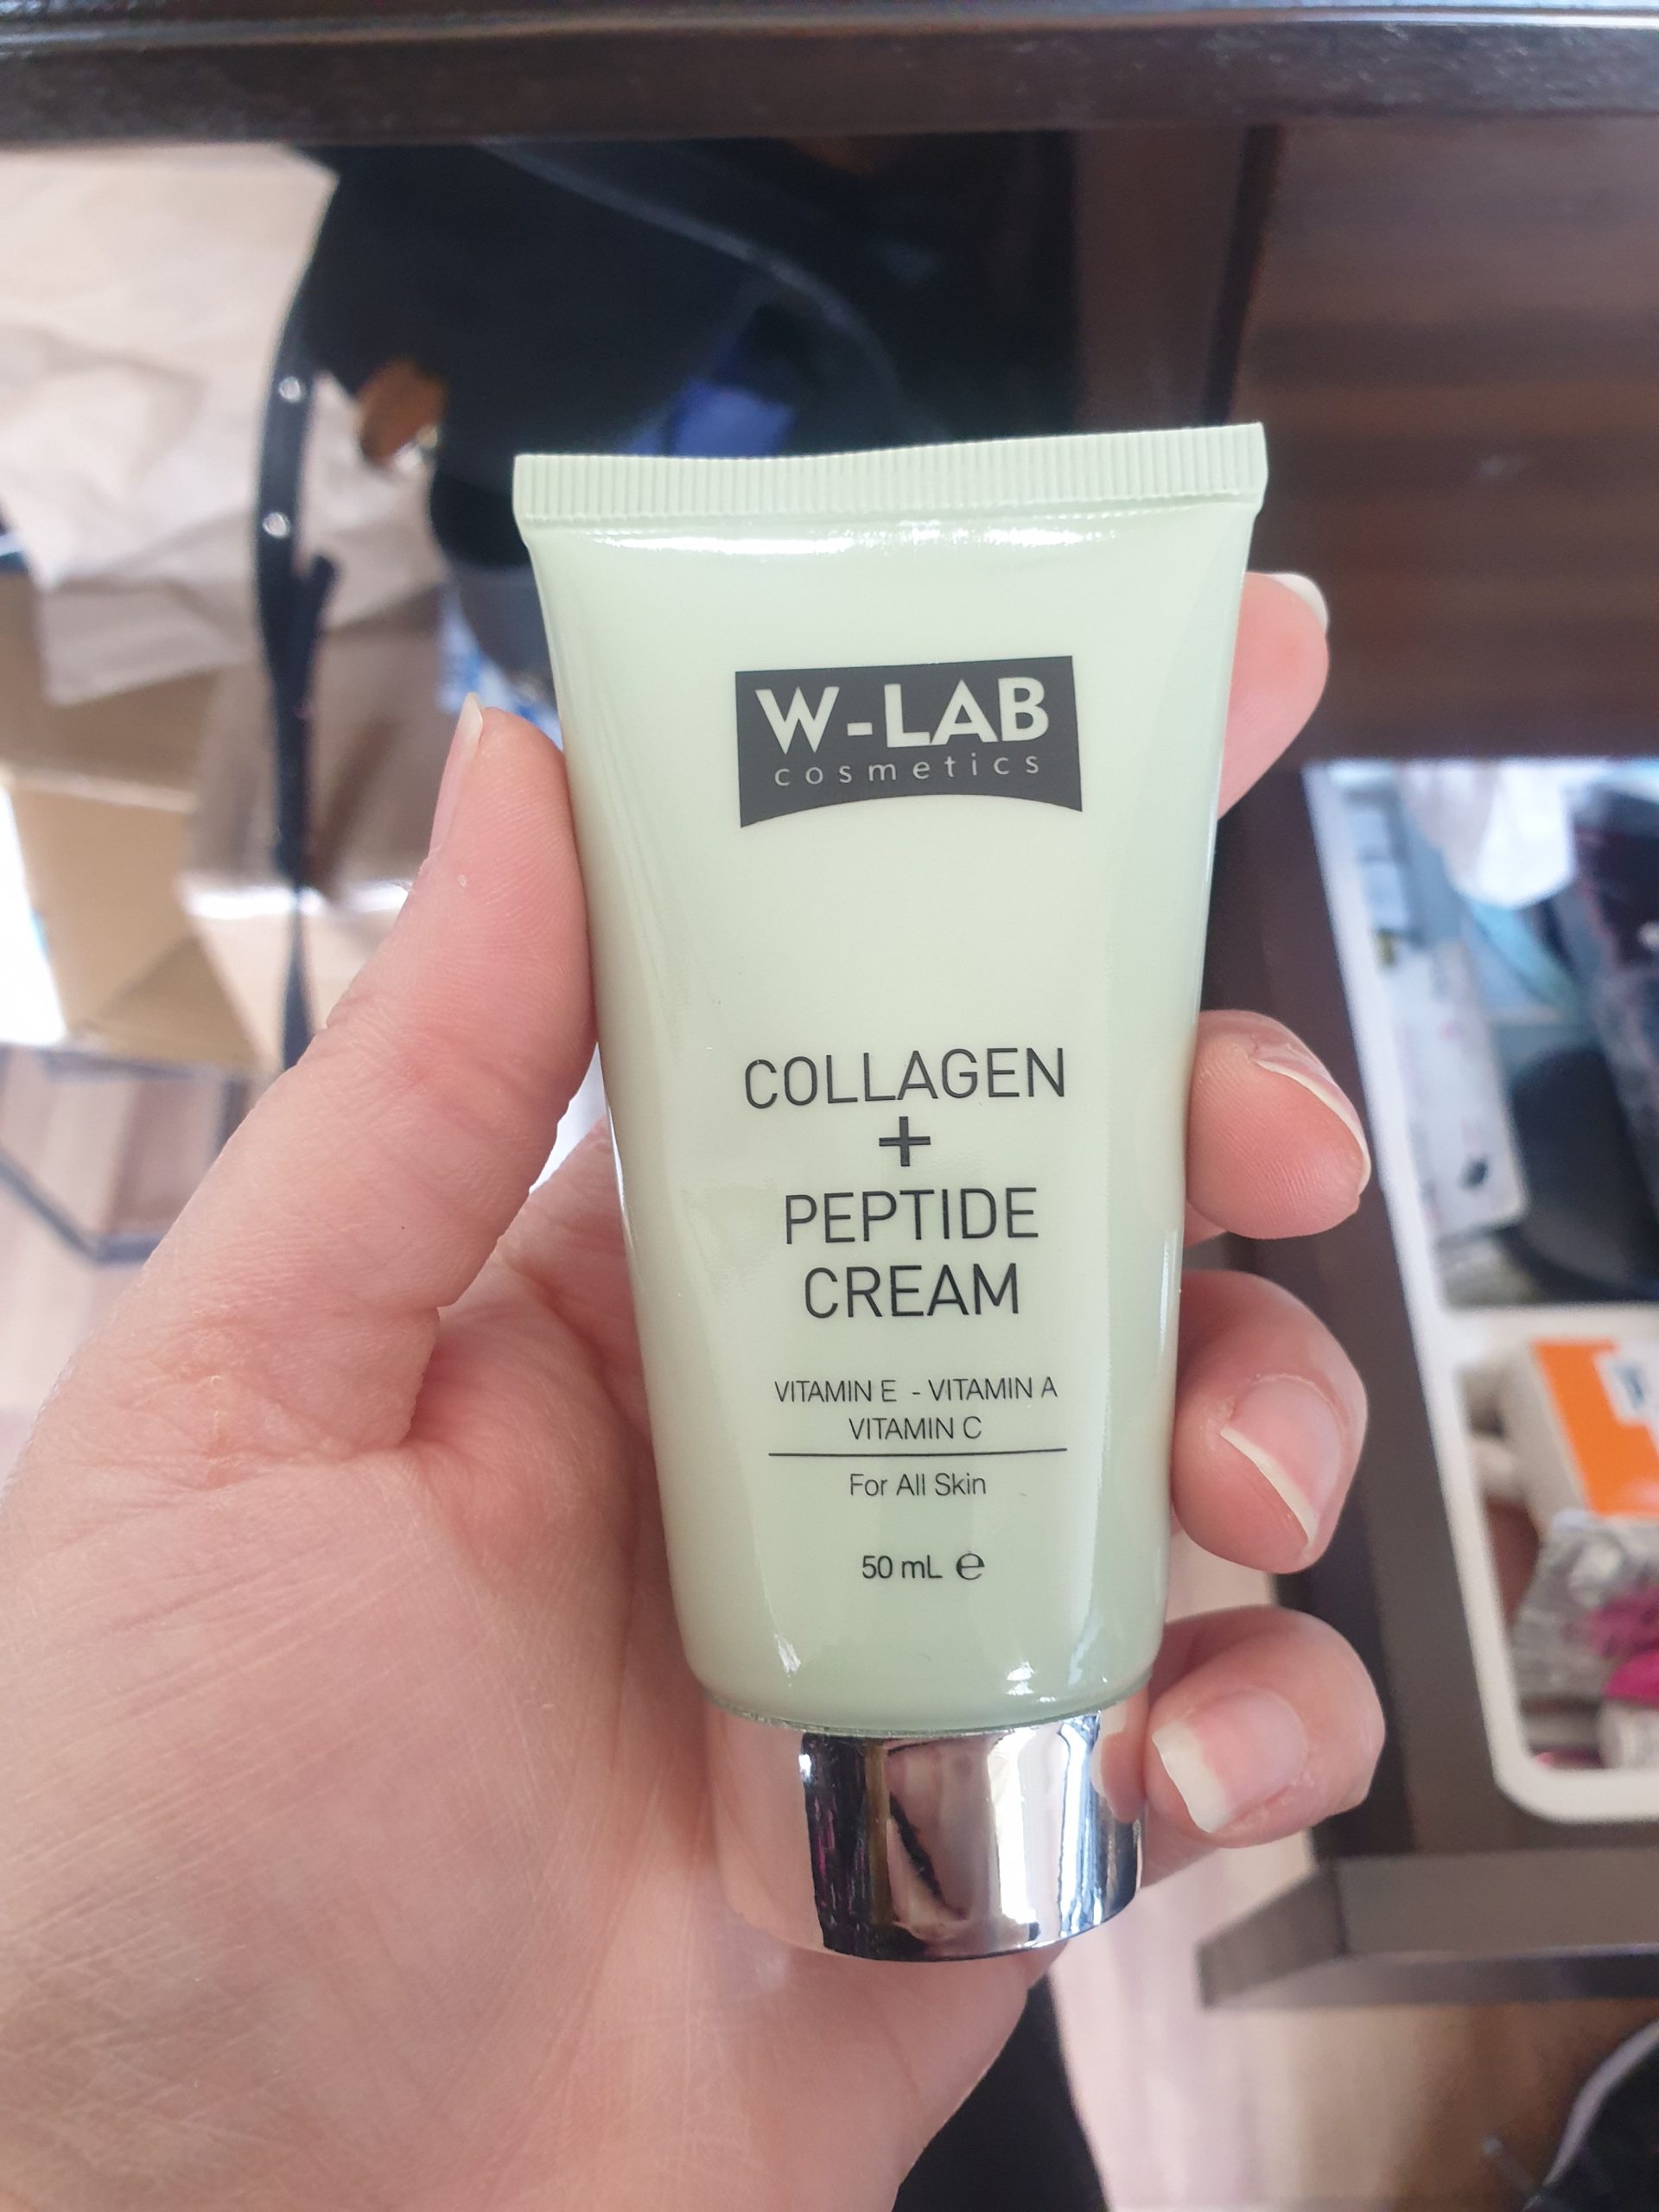 W-LAB
cosmetics
COLLAGEN
+
PEPTIDE
CREAM
VITAMIN E - VITAMIN A
VITAMIN C
For All Skin
50 mL ℮